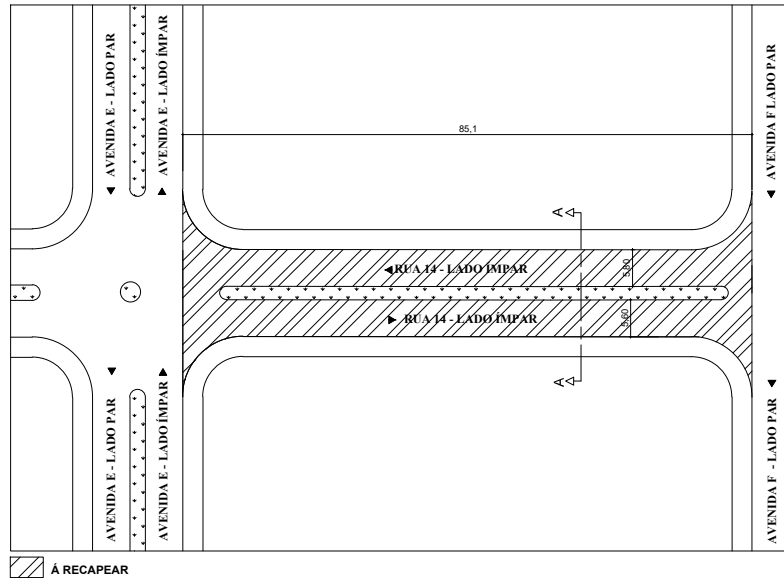 AVENIDA E - LADO PAR
AVENIDA E - LADO ÍMPAR
AVENIDA F LADO PAR
85,1
A
RUA 14 - LADO ÍMPAR
5,80
RUA 14 - LADO ÍMPAR
5,60
A
AVENIDA E - LADO PAR
AVENIDA E - LADO ÍMPAR
AVENIDA F - LADO PAR
Á RECAPEAR